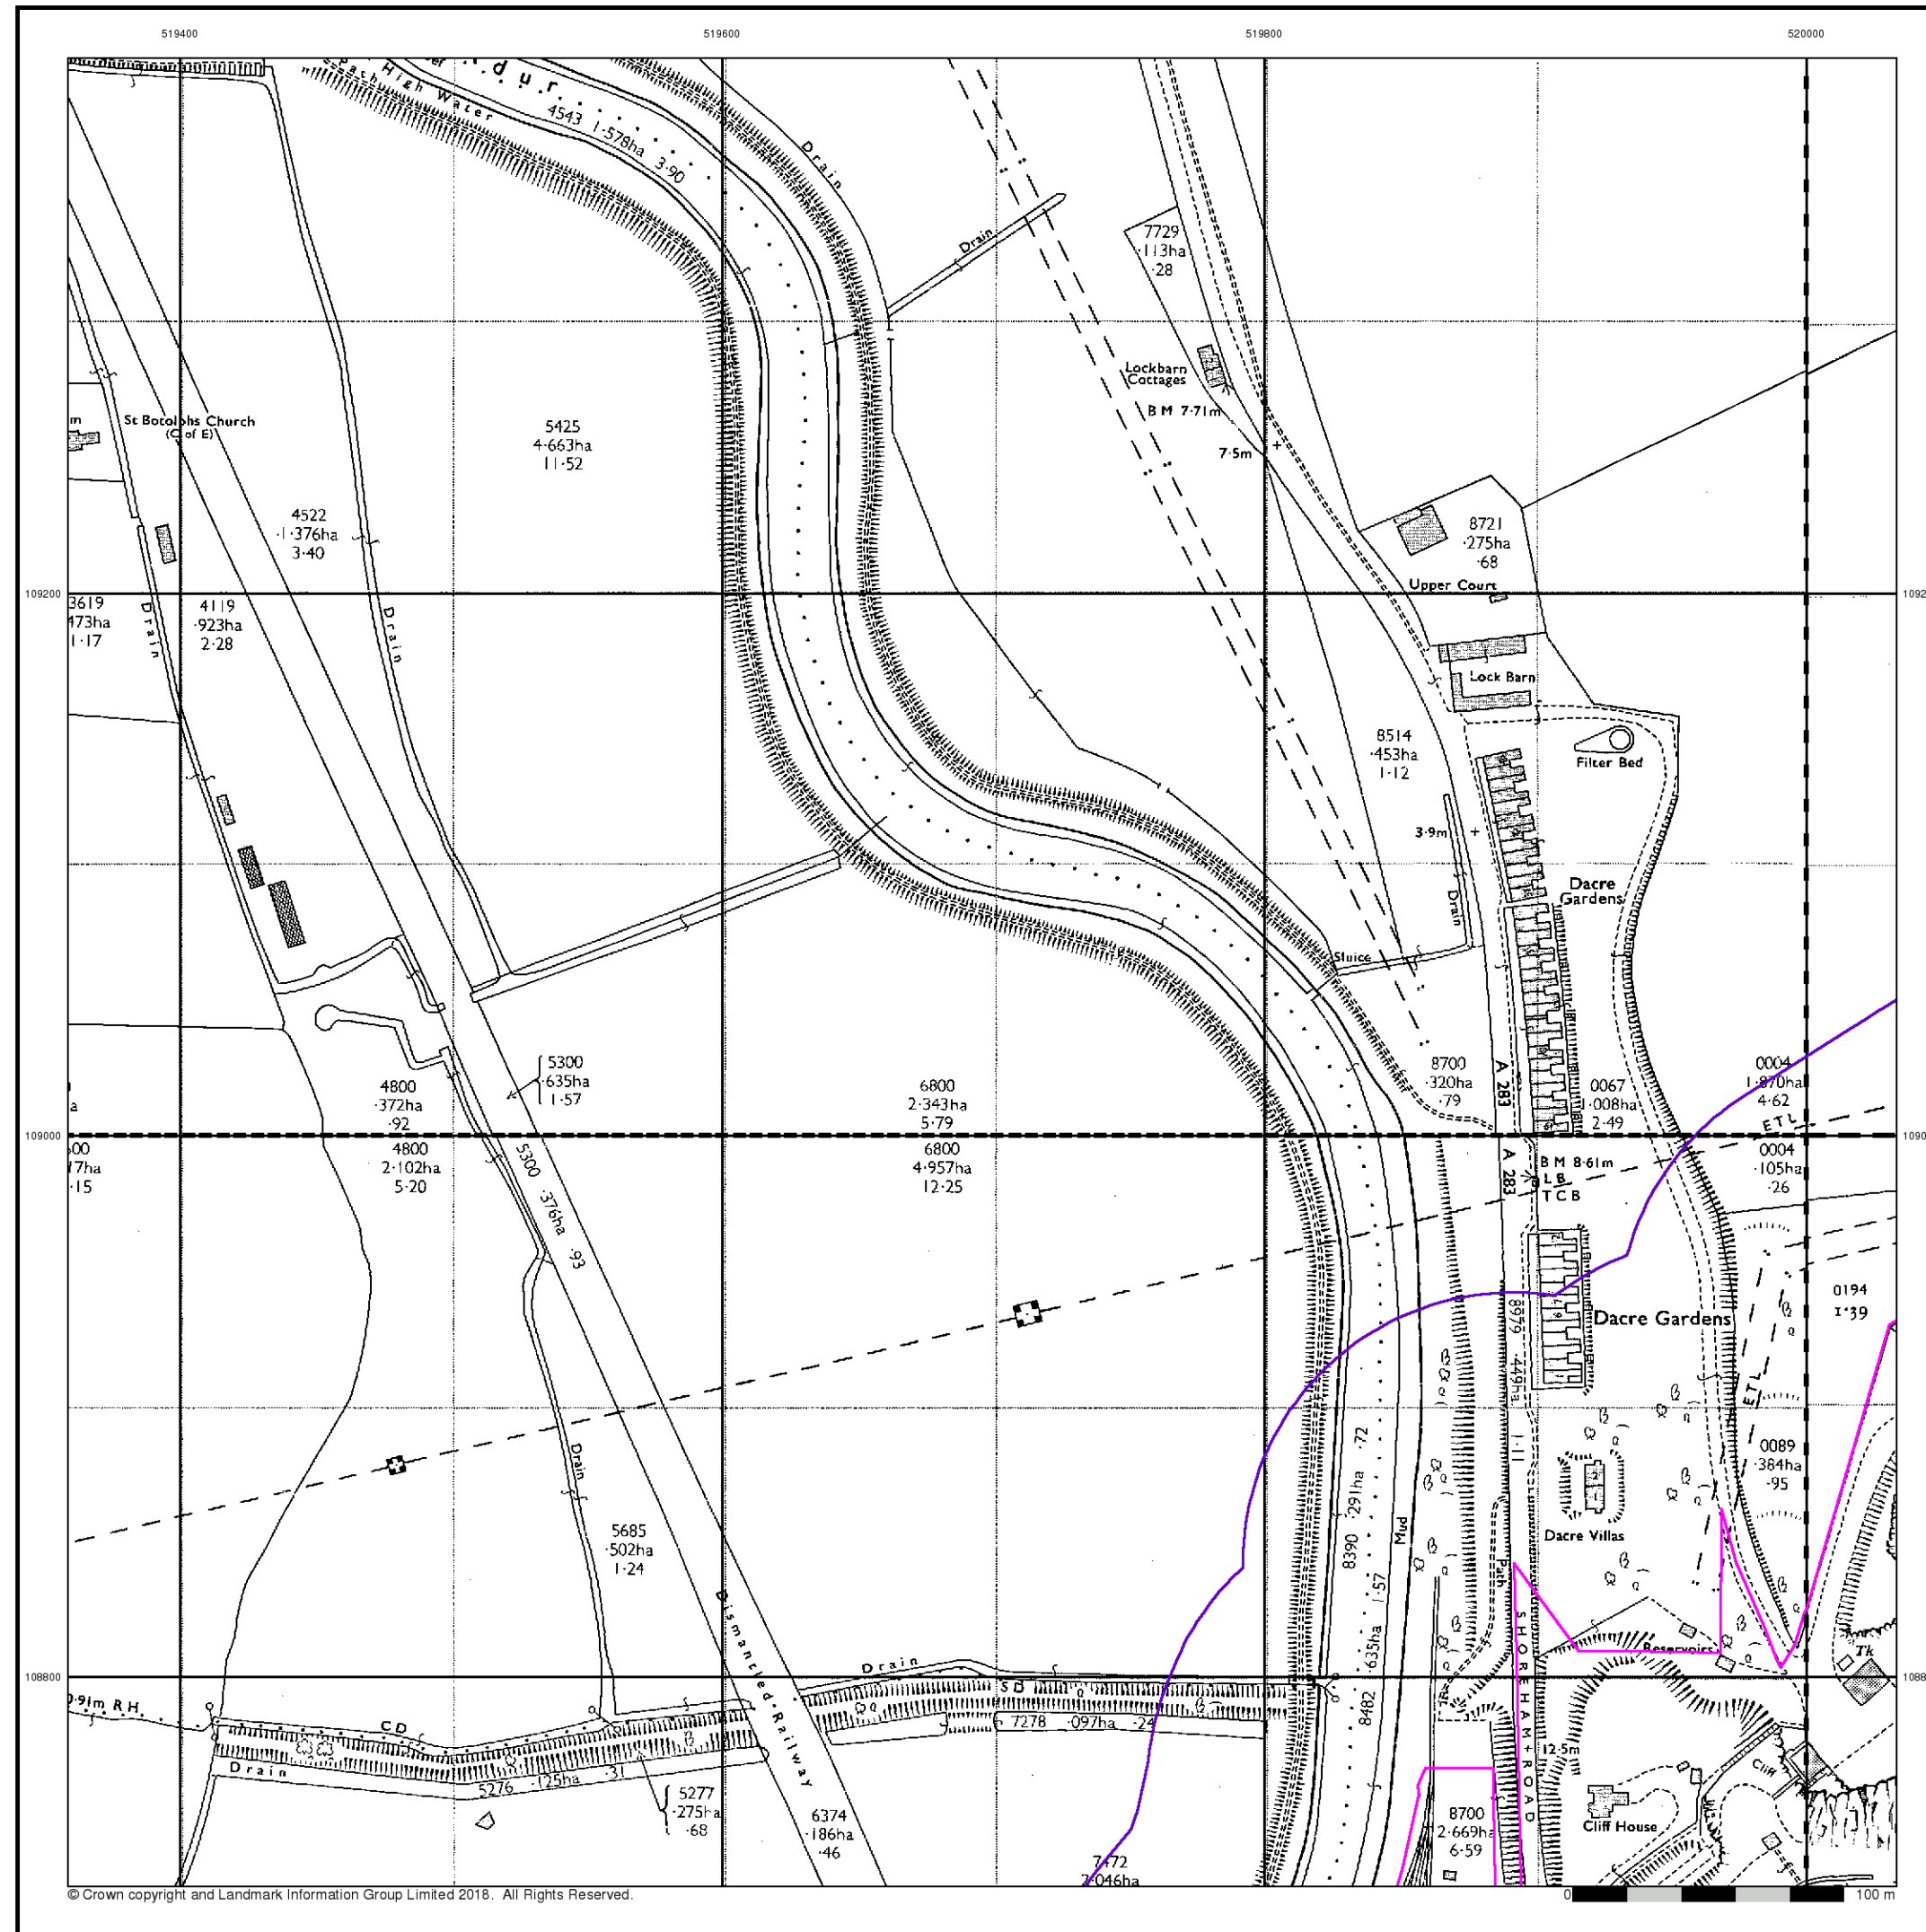 519400
519600
519800
520000
High Water
dur
4543 1·578ha 3·90
Drain
Drain
7729
·113ha
·28
Lockbarn
Cottages
B M 7·71m
7·5m
St Botolphs Church
(C of E)
m
5425
4·663ha
11·52
4522
1·376ha
3·40
8721
·275ha
·68
Upper Court
109200
3619
473ha
1·17
Drain
4119
·923ha
2·28
Drain
Lock Barn
8514
·453ha
1·12
Filter Bed
3·9m
Drain
Dacre
Gardens
Sluice
5300
·635ha
1·57
4800
·372ha
·92
6800
2·343ha
5·79
8700
·320ha
·79
A 283
0067
1·008ha
2·49
0004
1·870ha
4·62
ETL
109000
17ha
·15
4800
2·102ha
5·20
5300 ·376ha ·93
6800
4·957ha
12·25
A 283
B M 8·61m
L B
T C B
0004
·105ha
·26
0194
1·39
Dacre Gardens
8979 ·449ha 1·11
ETL
0089
·384ha
·95
Drain
8390 ·291ha ·72
Mud
Dacre Villas
5685
·502ha
1·24
Path
Dismantled Railway
8482 ·635ha 1·57
SHOREHAM ROAD
Reservoirs
Tk
108800
Drain
0·91m R H
C D
S D
7278 ·097ha ·24
Drain
5276 ·125ha ·31
5277
·275ha
·68
6374
·186ha
·46
12·5m
Cliff
8700
2·669ha
6·59
Cliff House
7472
2·046ha
© Crown copyright and Landmark Information Group Limited 2018. All Rights Reserved.
0
100 m